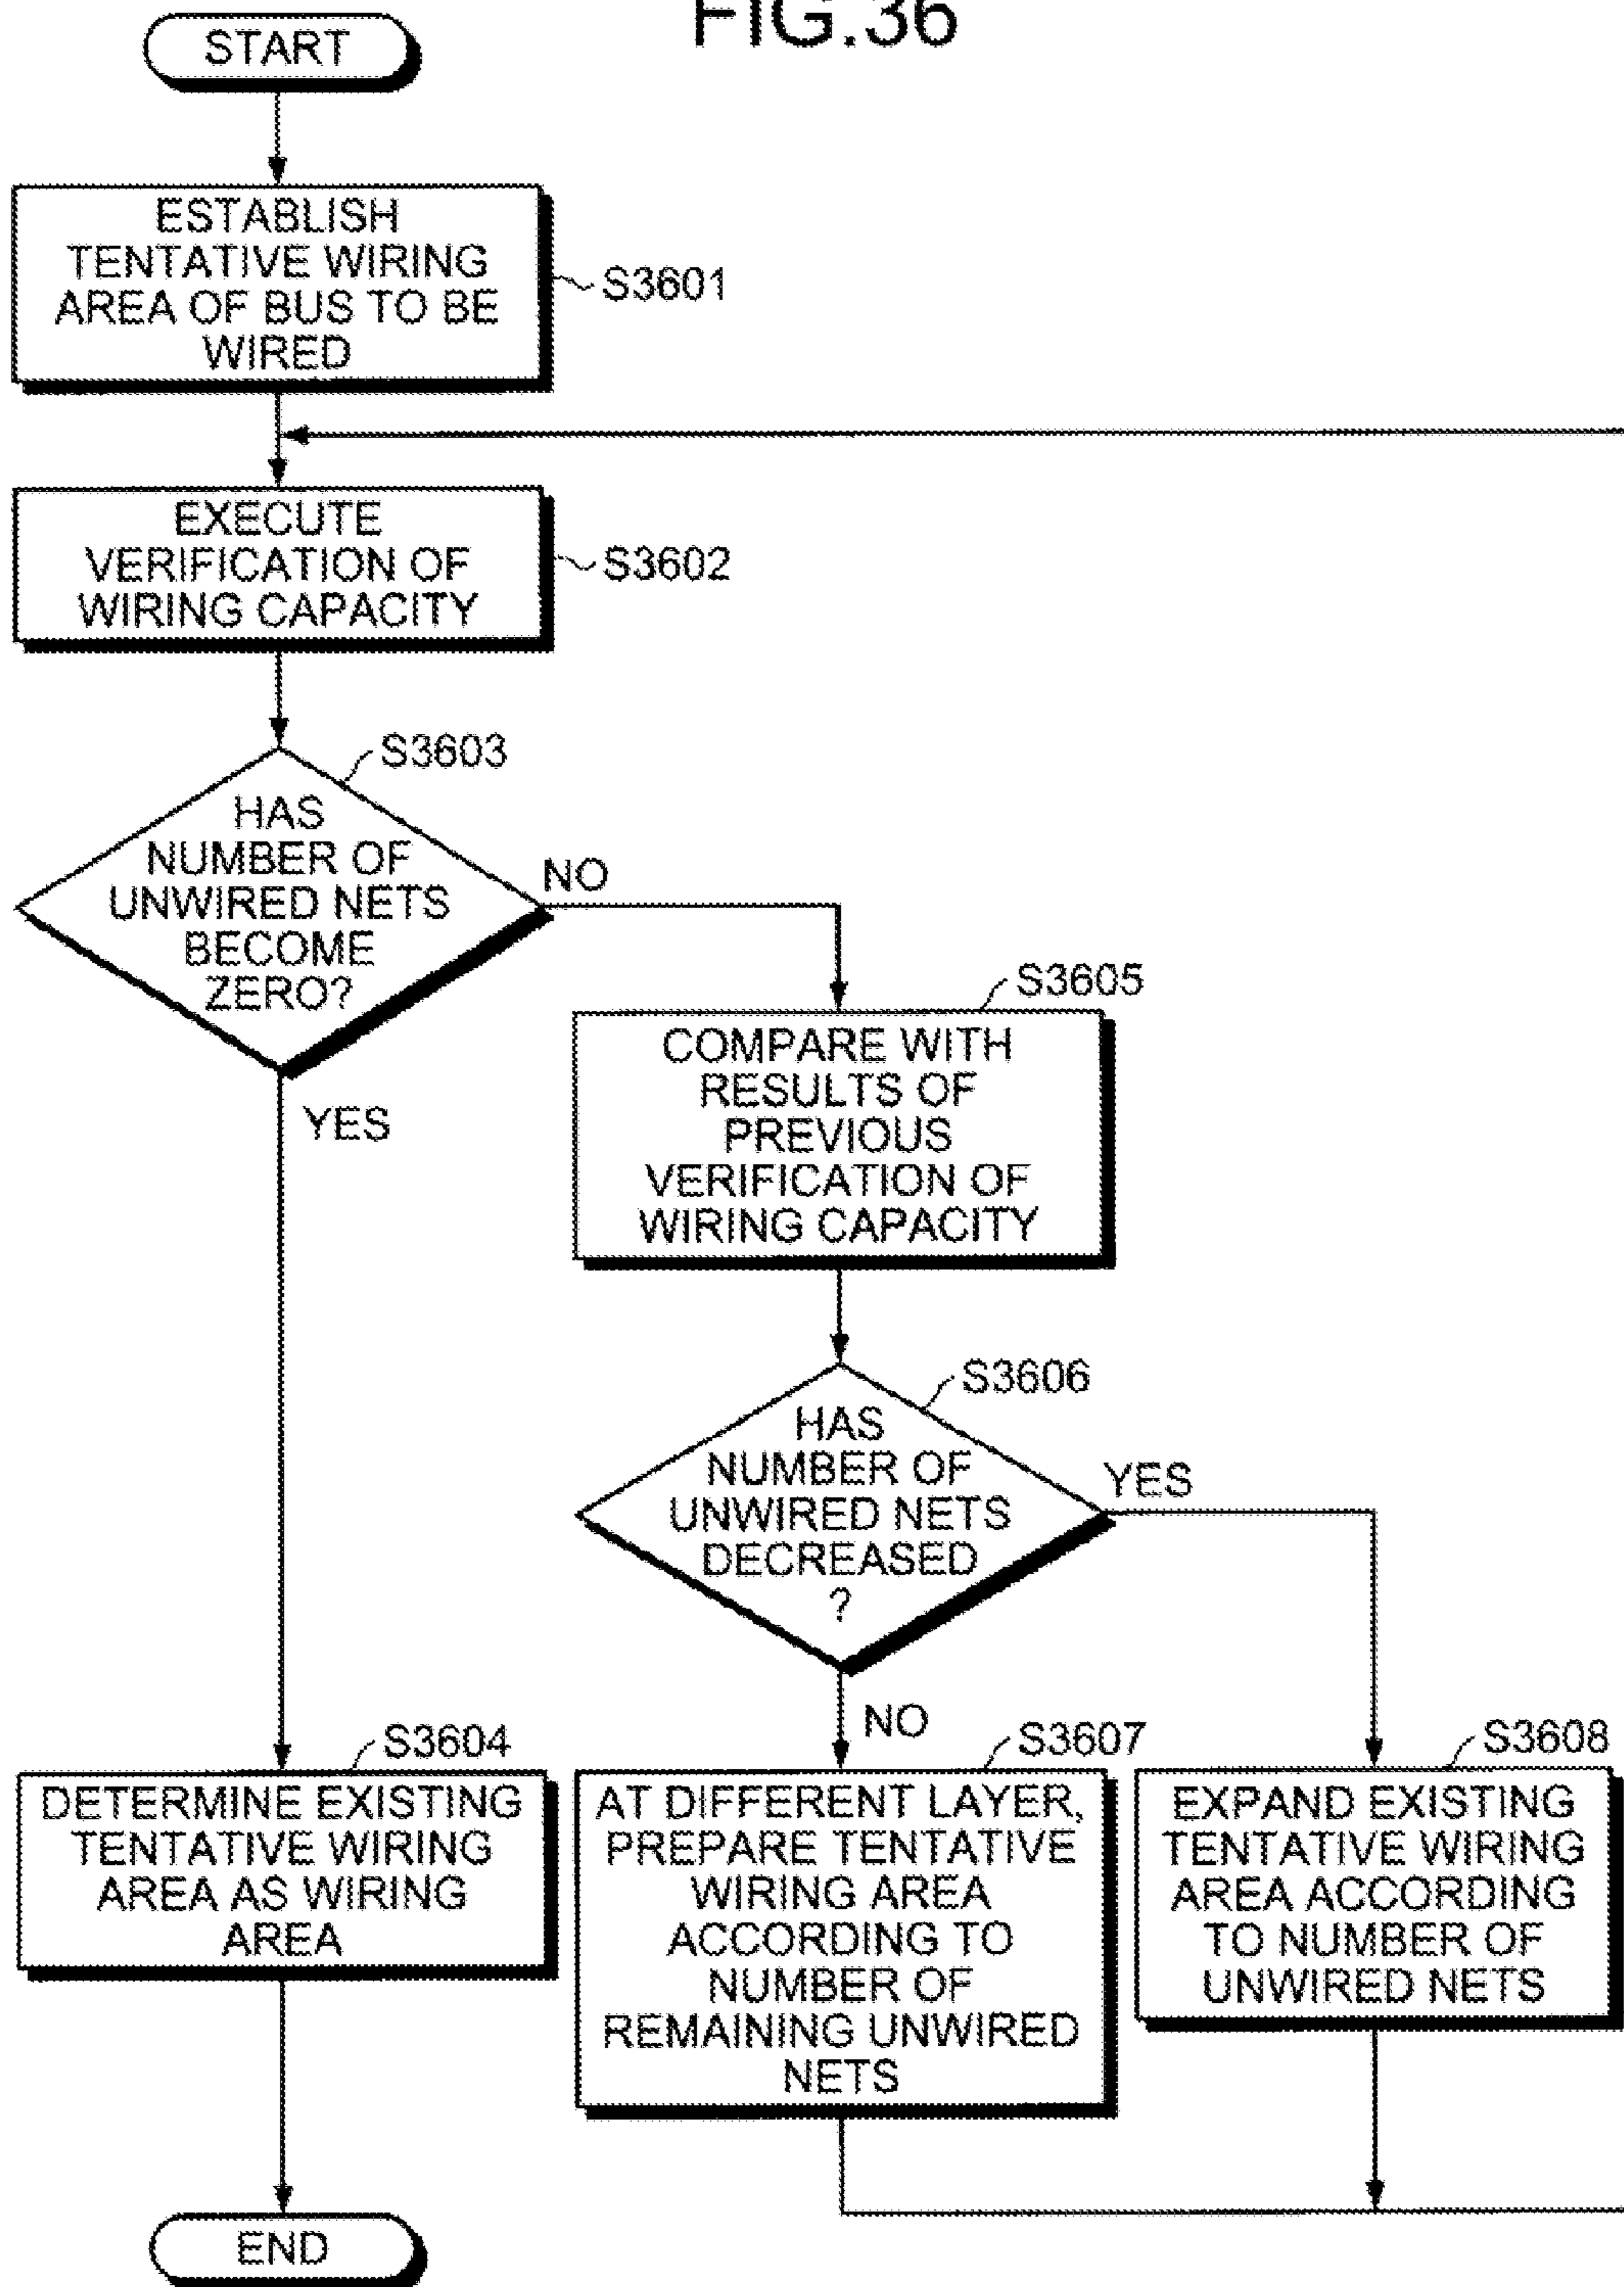 FIG.36
START
ESTABLISH
TENTATIVE WIRING
AREA OF BUS TO BE
WIRED
S3601
EXECUTE
VERIFICATION OF
WIRING CAPACITY
S3602
S3603
HAS
NUMBER OF
UNWIRED NETS
BECOME
ZERO?
NO
YES
S3605
COMPARE WITH
RESULTS OF
PREVIOUS
VERIFICATION OF
WIRING CAPACITY
S3606
HAS
NUMBER OF
UNWIRED NETS
DECREASED
?
YES
NO
S3604
DETERMINE EXISTING
TENTATIVE WIRING
AREA AS WIRING
AREA
S3607
AT DIFFERENT LAYER,
PREPARE TENTATIVE
WIRING AREA
ACCORDING TO
NUMBER OF
REMAINING UNWIRED
NETS
S3608
EXPAND EXISTING
TENTATIVE WIRING
AREA ACCORDING
TO NUMBER OF
UNWIRED NETS
END